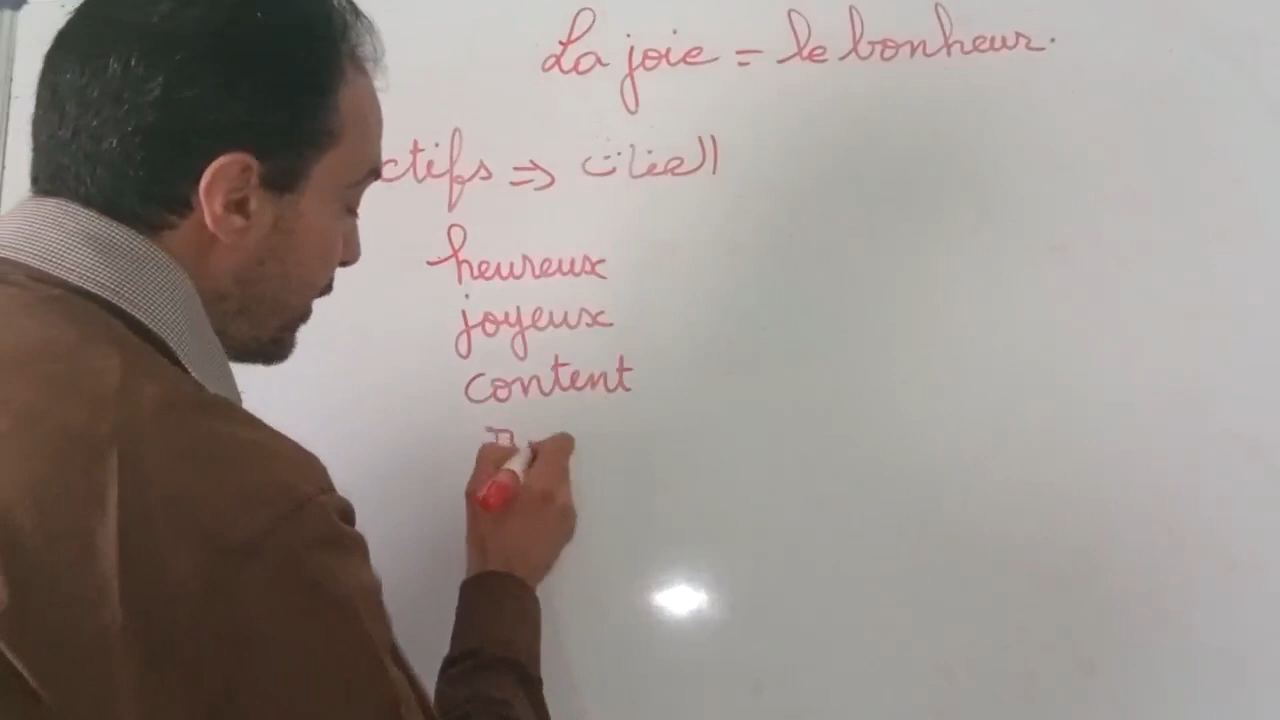 La joie = le bonheur.
ctifs => الصفات
heureux
joyeux
content